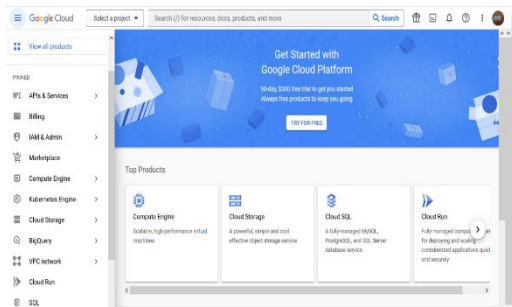 Google Cloud
Select a project
Search (/) for resources, docs, products, and more
Search
View all products
PINNED
APIs & Services
Billing
IAM & Admin
Marketplace
Compute Engine
Kubernetes Engine
Cloud Storage
BigQuery
VPC network
Cloud Run
SQL
Get Started with
Google Cloud Platform
90-day, $300 free trial to get you started
Always free products to keep you going
TRY FOR FREE
Top Products
Compute Engine
Scalable, high-performance virtual
machines
Cloud Storage
A powerful, simple and cost
effective object storage service
Cloud SQL
A fully-managed MySQL,
PostgreSQL, and SQL Server
database service
Cloud Run
Fully managed
for deploying and scaling
containerized applications
and securely